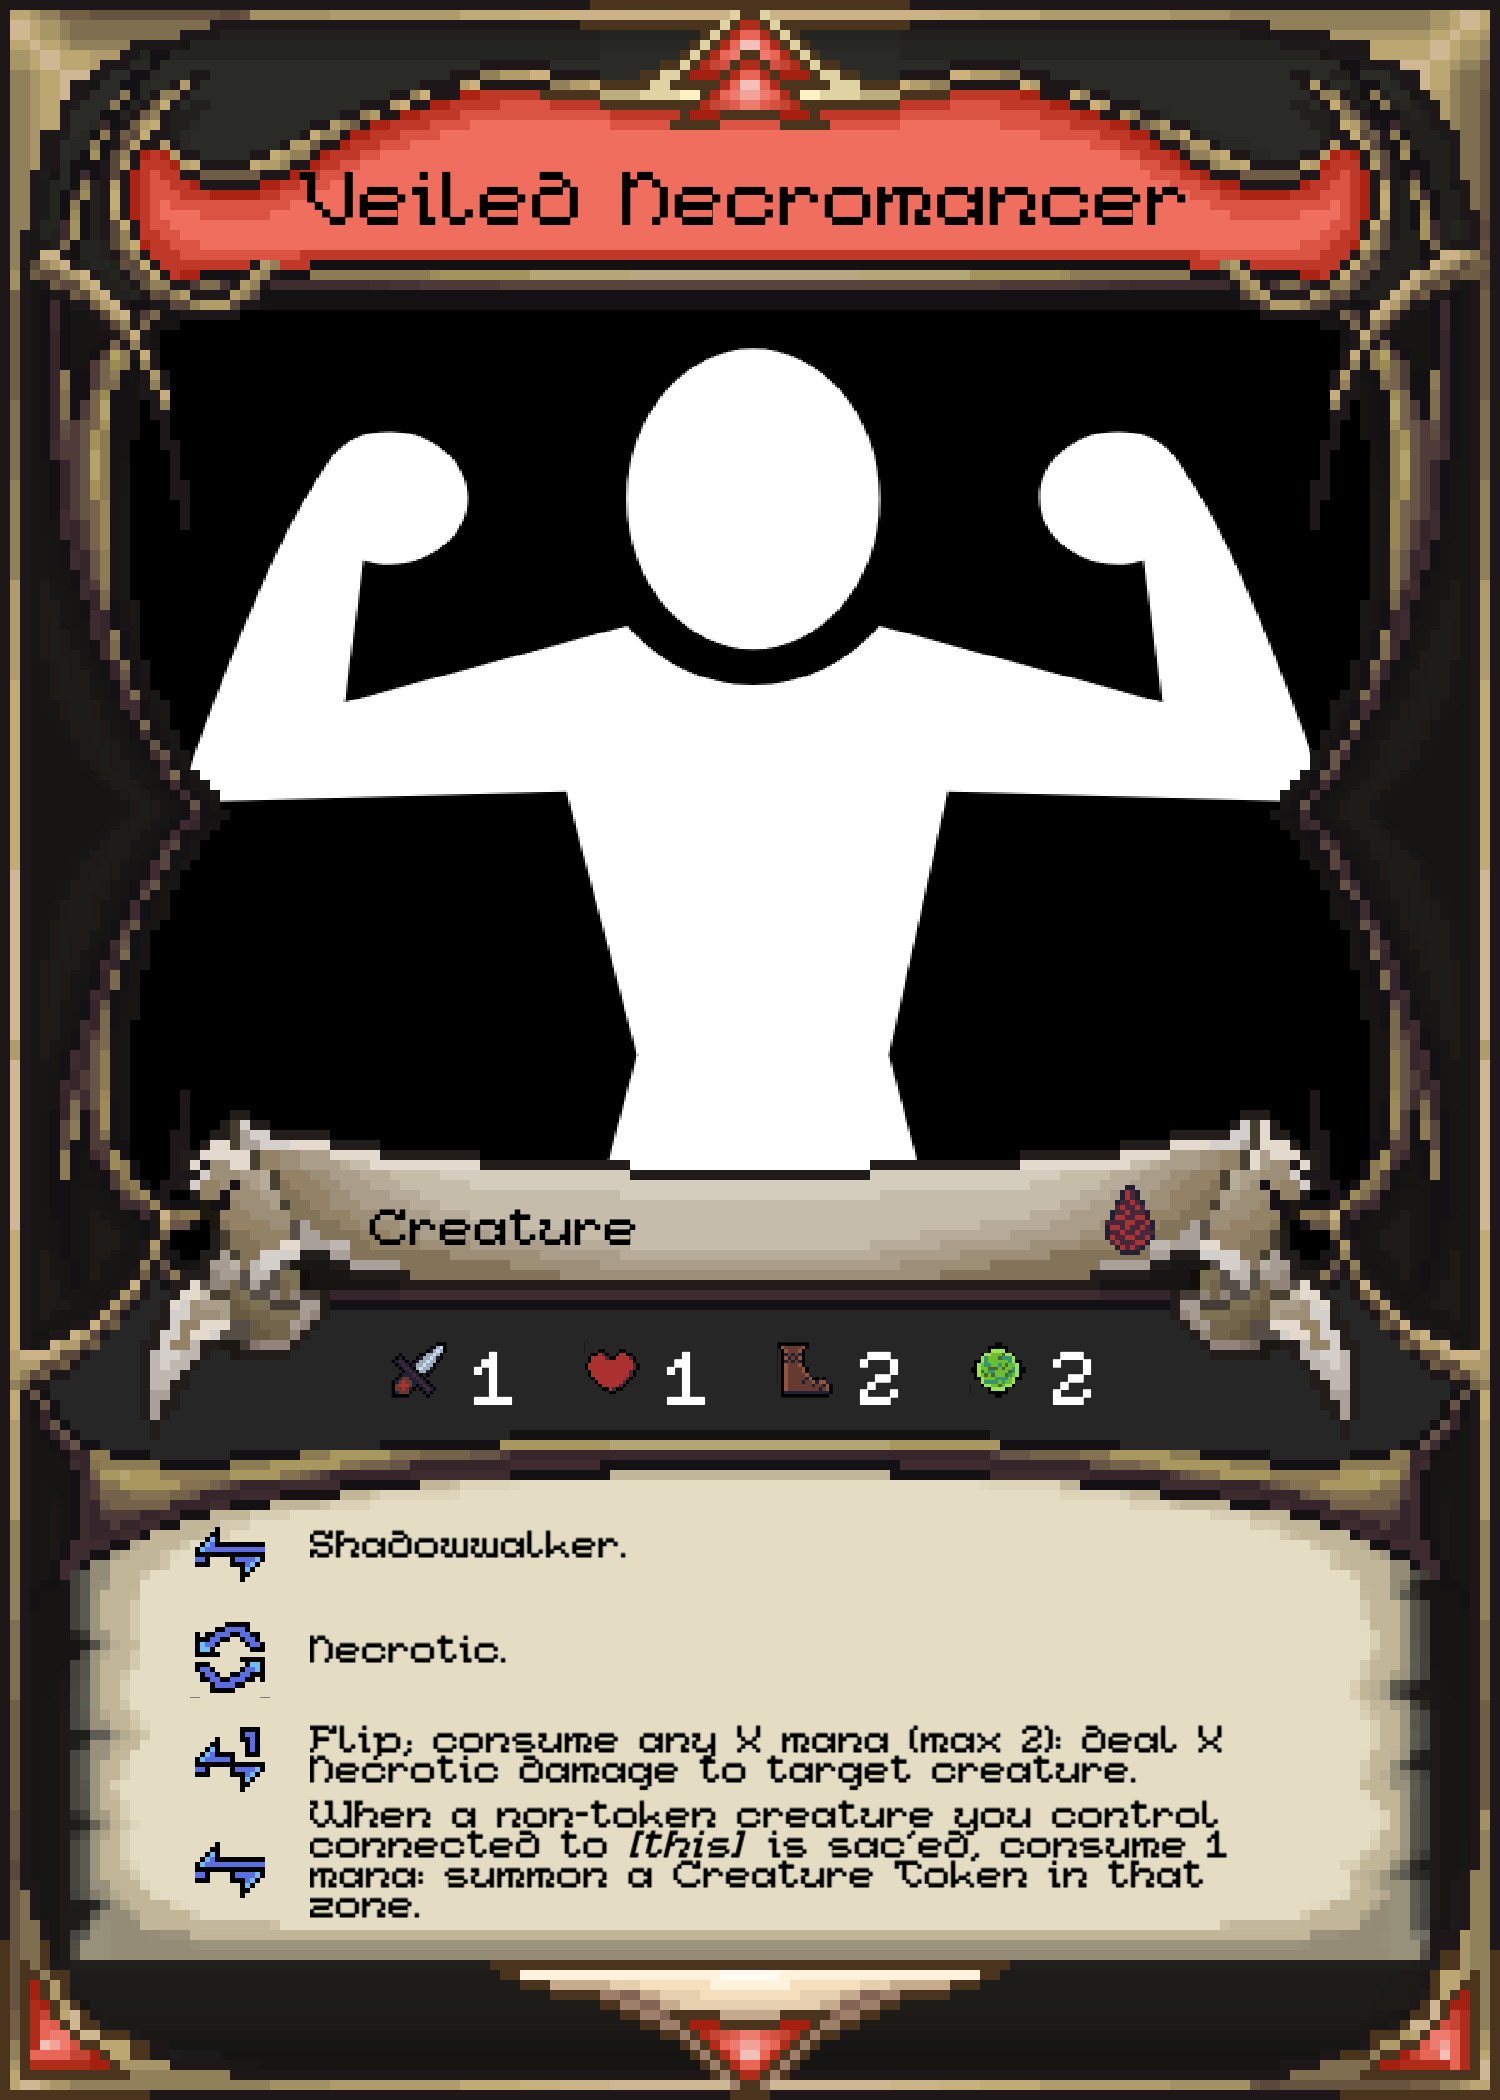 Veiled Necromancer
Creature
1 1 2 2
Shadowwalker.
Necrotic.
Flip; consume any X mana (max 2): deal X
Necrotic damage to target creature.
When a non-token creature you control
connected to [this] is sac'ed, consume 1
mana: summon a Creature Token in that
zone.